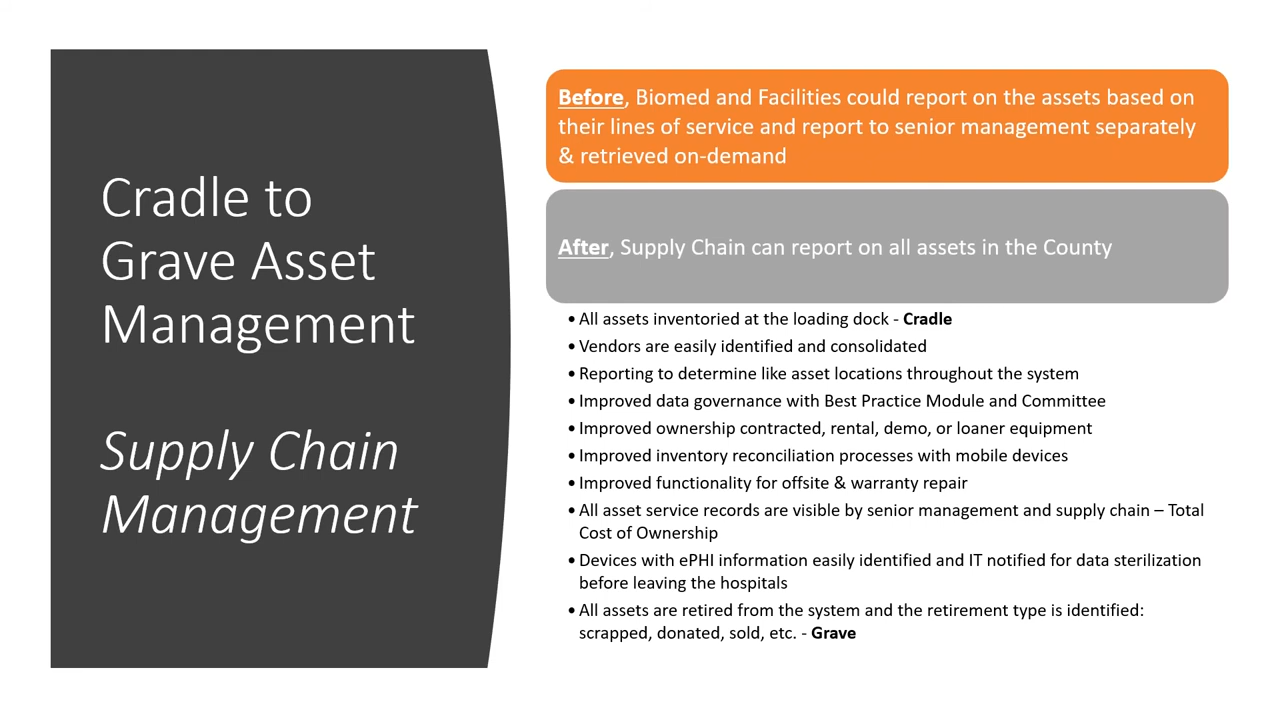 Cradle to
Grave Asset
Management
Supply Chain
Management
Before, Biomed and Facilities could report on the assets based on
their lines of service and report to senior management separately
& retrieved on-demand
After, Supply Chain can report on all assets in the County
• All assets inventoried at the loading dock - Cradle
• Vendors are easily identified and consolidated
• Reporting to determine like asset locations throughout the system
• Improved data governance with Best Practice Module and Committee
• Improved ownership contracted, rental, demo, or loaner equipment
• Improved inventory reconciliation processes with mobile devices
• Improved functionality for offsite & warranty repair
• All asset service records are visible by senior management and supply chain – Total
Cost of Ownership
• Devices with ePHI information easily identified and IT notified for data sterilization
before leaving the hospitals
• All assets are retired from the system and the retirement type is identified:
scrapped, donated, sold, etc. - Grave